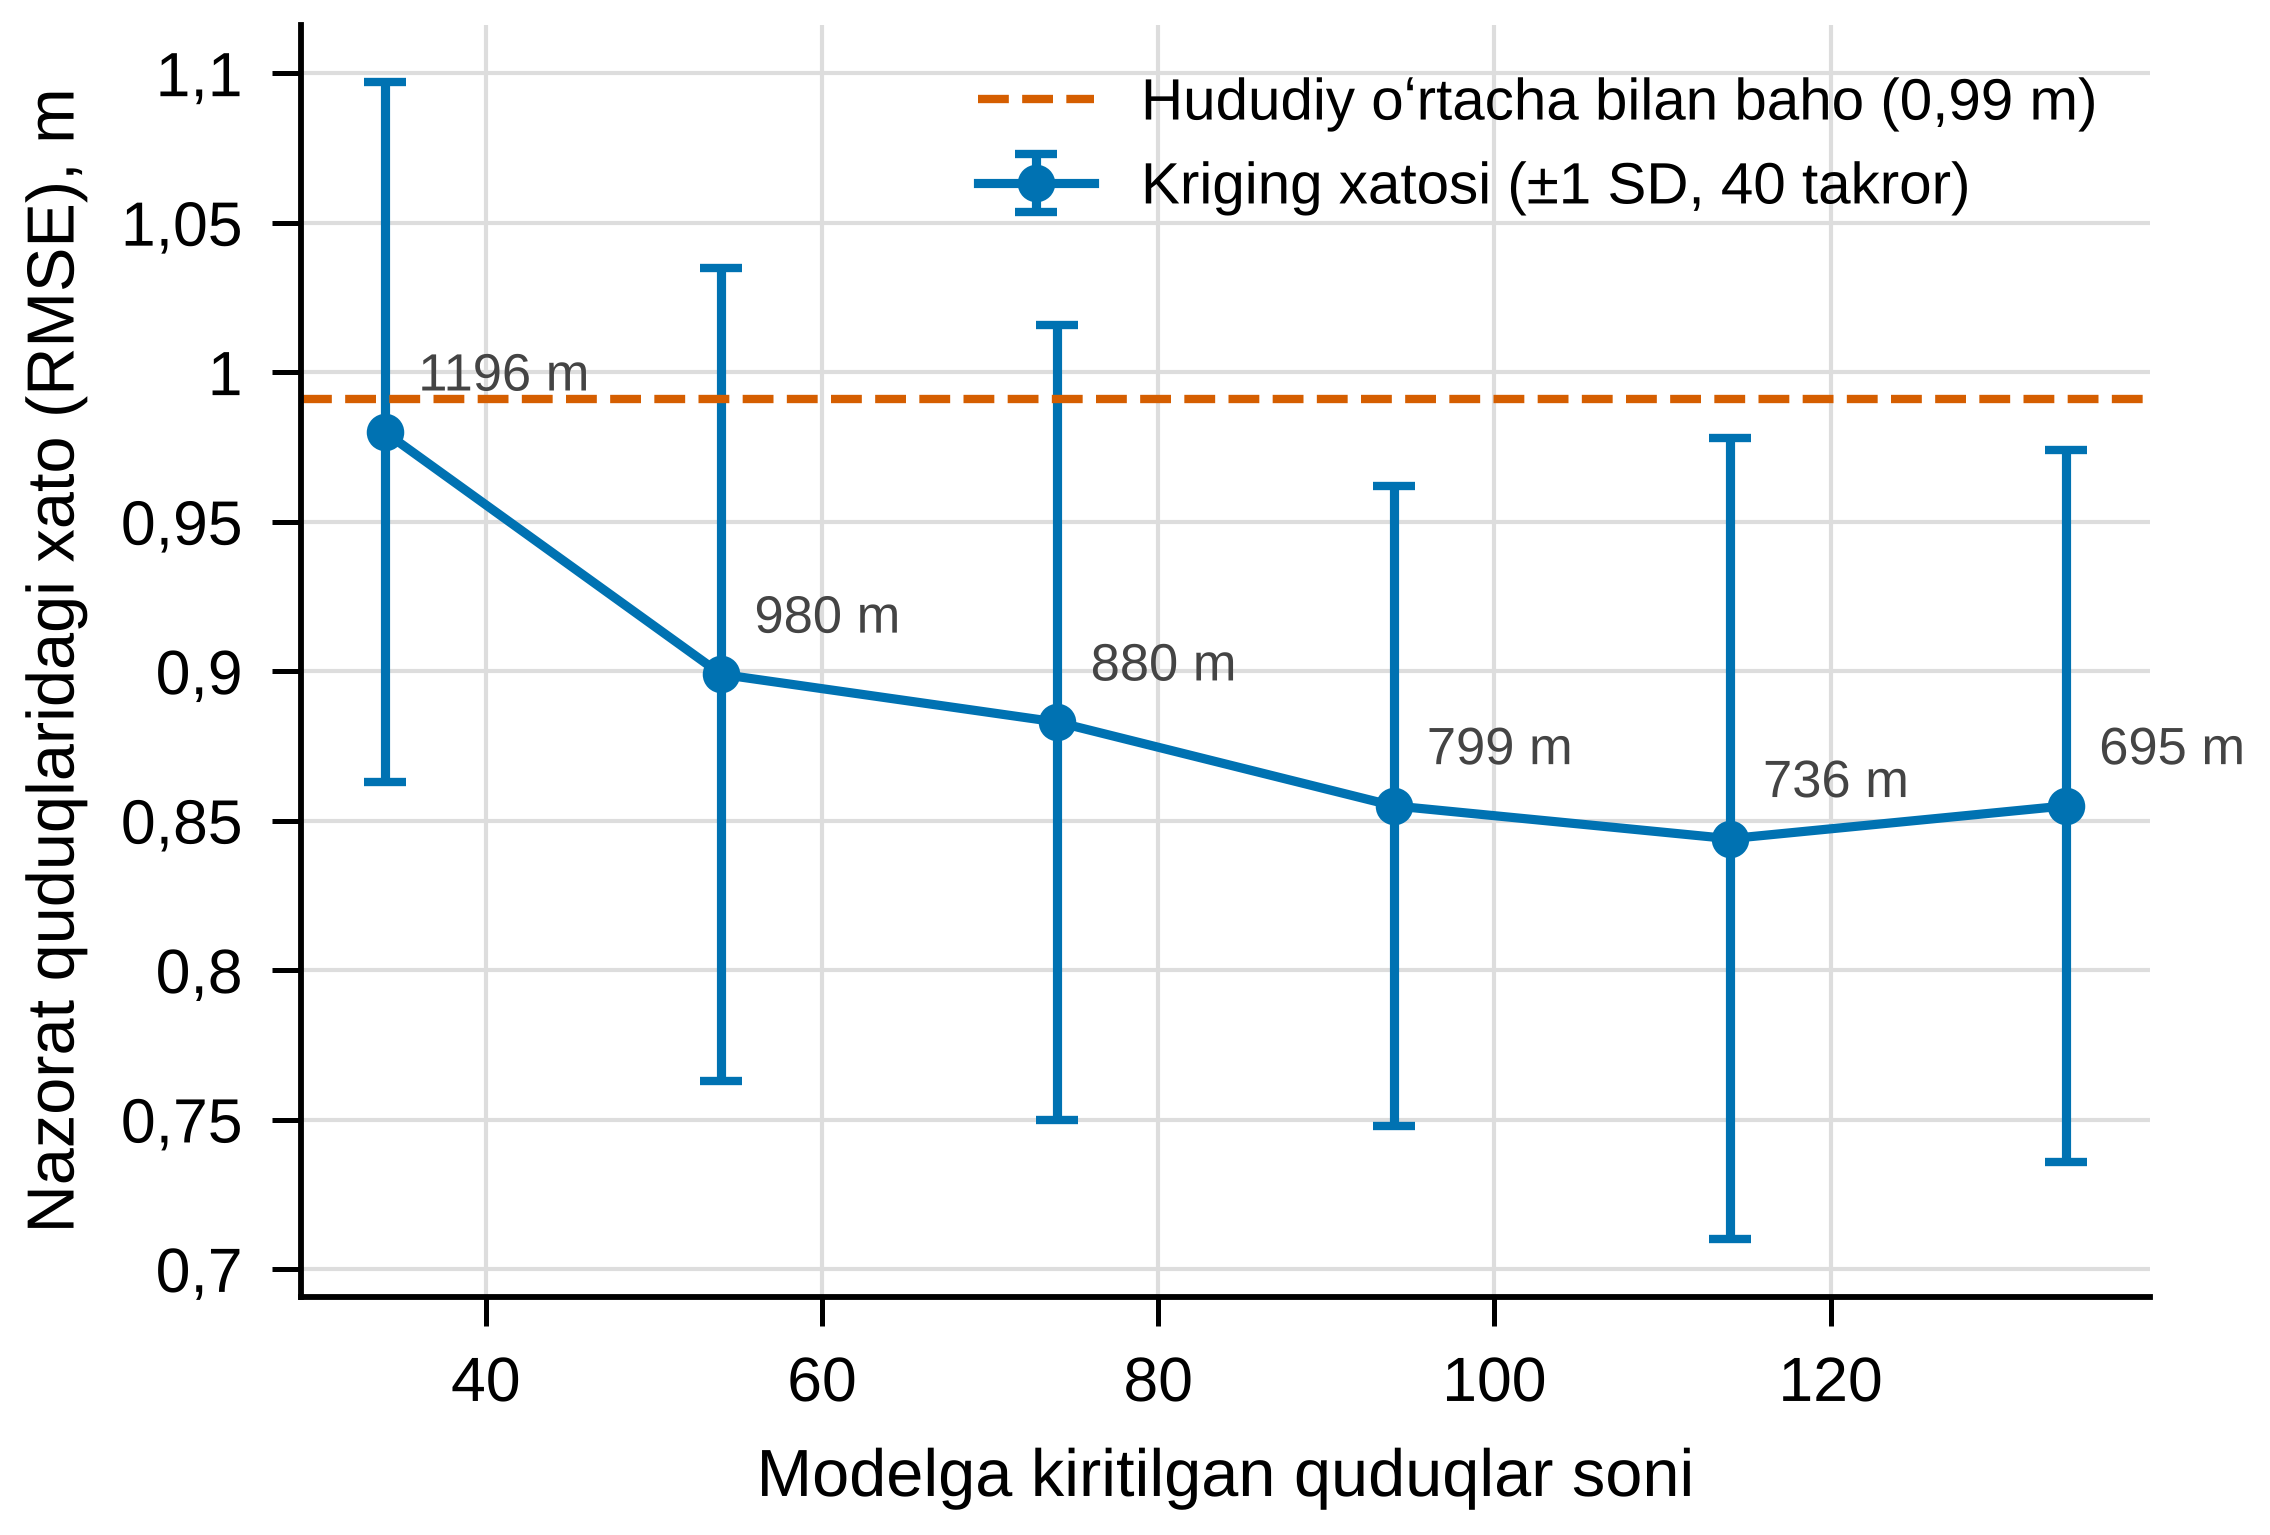 Nazorat quduqlaridagi xato (RMSE), m
1,1
1,05
1
0,95
0,9
0,85
0,8
0,75
0,7
Hududiy o‘rtacha bilan baho (0,99 m)
Kriging xatosi (±1 SD, 40 takror)
1196 m
980 m
880 m
799 m
736 m
695 m
40
60
80
100
120
Modelga kiritilgan quduqlar soni